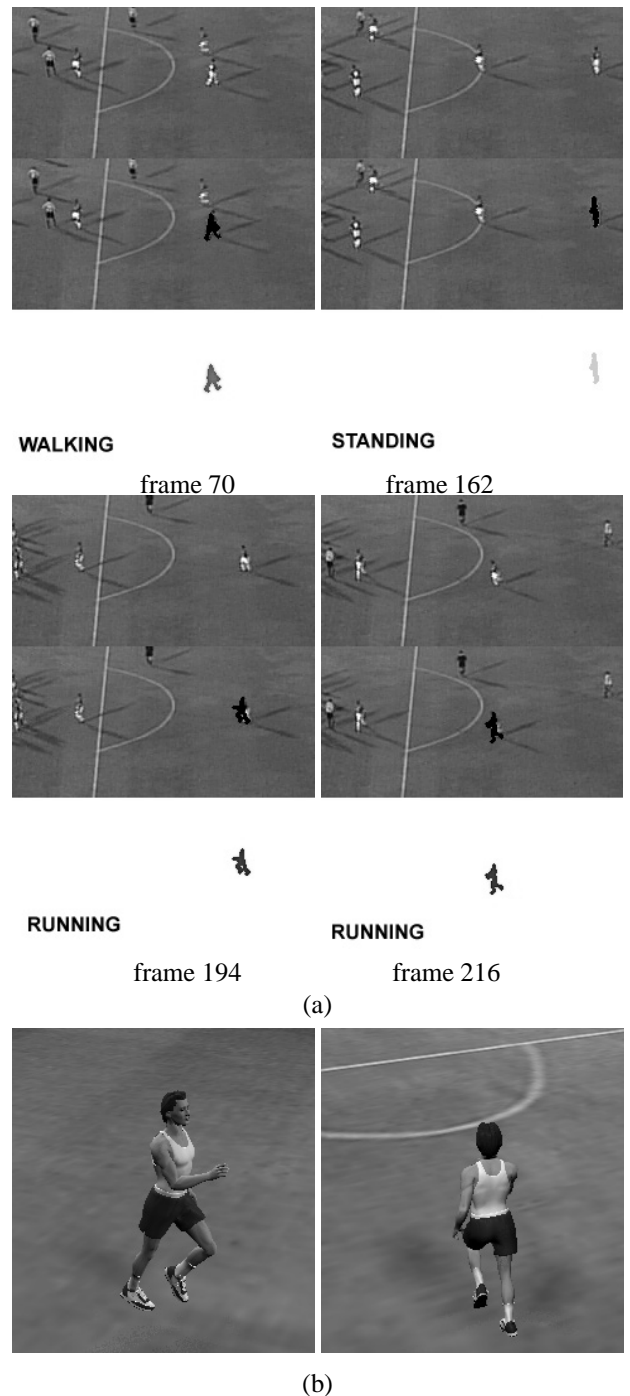 WALKING
STANDING
frame 70
frame 162
RUNNING
RUNNING
frame 194
frame 216
(a)
(b)